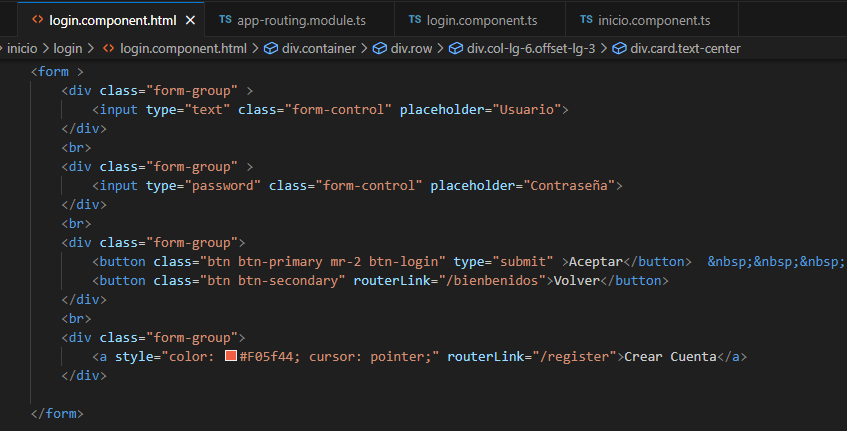 login.component.html × TS app-routing.module.ts TS login.component.ts TS inicio.component.ts
inicio > login > <> login.component.html > div.container > div.row > div.col-lg-6.offset-lg-3 > div.card.text-center
<form >
<div class="form-group" >
<input type="text" class="form-control" placeholder="Usuario">
</div>
<br>
<div class="form-group" >
<input type="password" class="form-control" placeholder="Contraseña">
</div>
<br>
<div class="form-group">
<button class="btn btn-primary mr-2 btn-login" type="submit" >Aceptar</button>  &nbsp;&nbsp;&nbsp;
<button class="btn btn-secondary" routerLink="/bienbenidos">Volver</button>
</div>
<br>
<div class="form-group">
<a style="color: #F05f44; cursor: pointer;" routerLink="/register">Crear Cuenta</a>
</div>
</form>